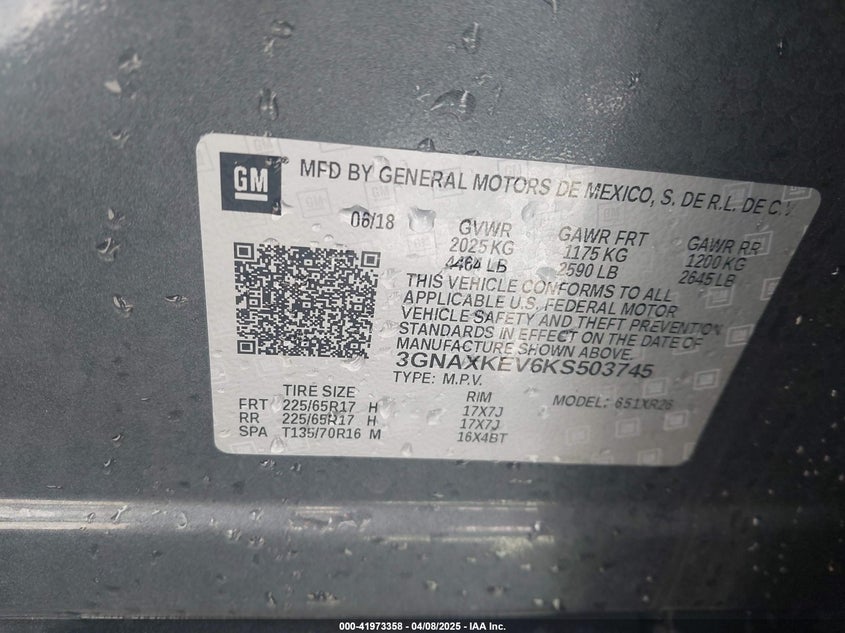 GM
MFD BY GENERAL MOTORS DE MEXICO, S. DE R.L. DE C.V
06/18 GVWR GAWR FRT GAWR RR
2025 KG 1175 KG 1200 KG
4464 LB 2590 LB 2645 LB
THIS VEHICLE CONFORMS TO ALL
APPLICABLE U.S. FEDERAL MOTOR
VEHICLE SAFETY AND THEFT PREVENTION
STANDARDS IN EFFECT ON THE DATE OF
MANUFACTURE SHOWN ABOVE.
3GNAXKEV6KS503745
TYPE: M.P.V. MODEL: 651XR26
TIRE SIZE RIM
FRT 225/65R17 H 17X7J
RR 225/65R17 H 17X7J
SPA T135/70R16 M 16X4BT
000-41973358 - 04/08/2025 - IAA Inc.